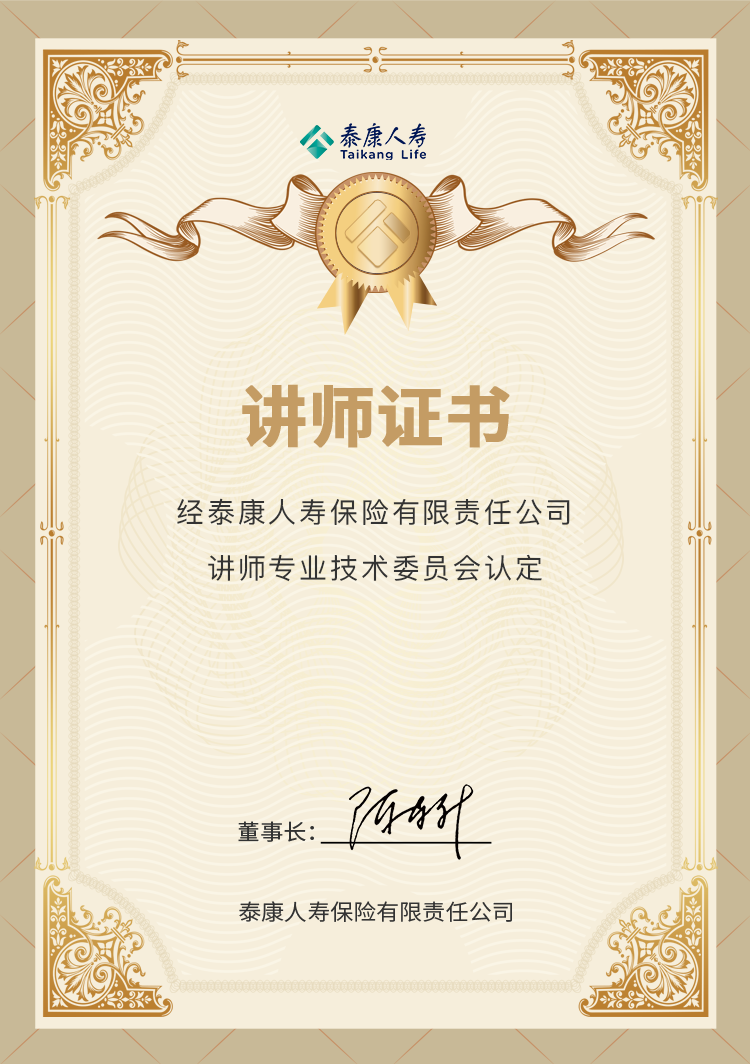 泰康人寿
Taikang Life
讲师证书
经泰康人寿保险有限责任公司
讲师专业技术委员会认定
董事长：
泰康人寿保险有限责任公司